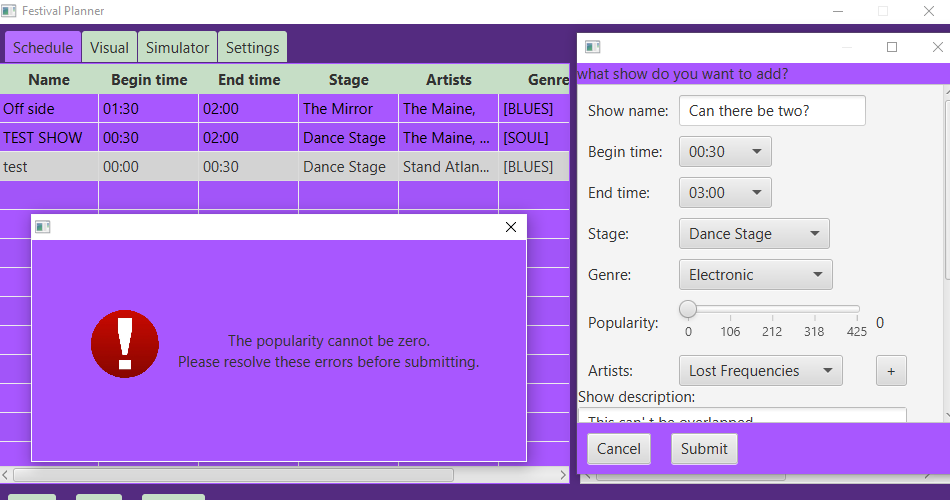 Festival Planner
Schedule Visual Simulator Settings
Name Begin time End time Stage Artists Genre
Off side 01:30 02:00 The Mirror The Maine, [BLUES]
TEST SHOW 00:30 02:00 Dance Stage The Maine, ... [SOUL]
test 00:00 00:30 Dance Stage Stand Atlan... [BLUES]
The popularity cannot be zero.
Please resolve these errors before submitting.
what show do you want to add?
Show name: Can there be two?
Begin time: 00:30
End time: 03:00
Stage: Dance Stage
Genre: Electronic
Popularity: 0
0 106 212 318 425
Artists: Lost Frequencies +
Show description:
This can' t be overlapped
Cancel Submit